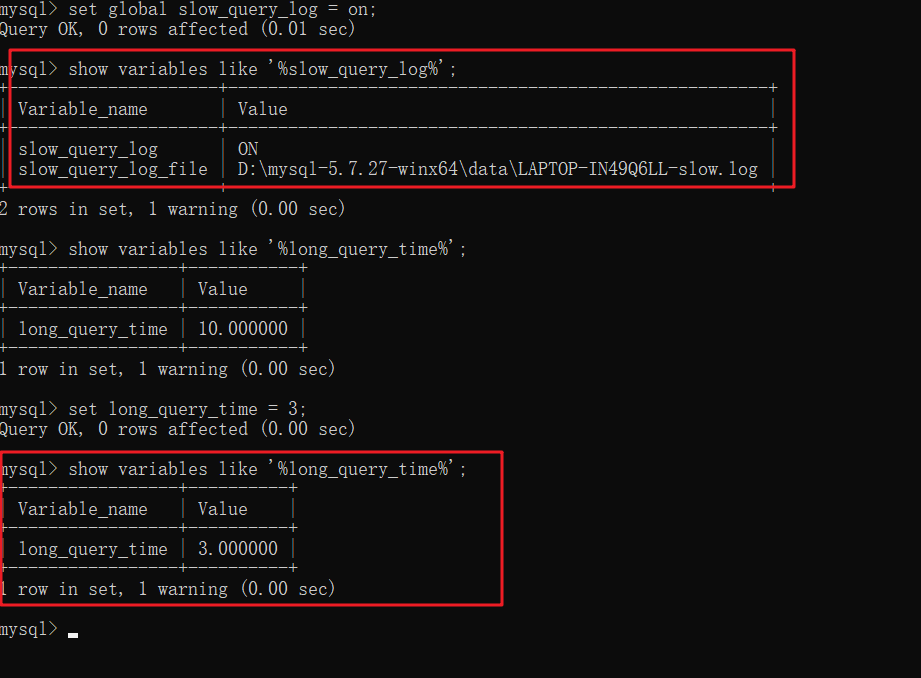 mysql> set global slow_query_log = on;
Query OK, 0 rows affected (0.01 sec)
mysql> show variables like '%slow_query_log%';
+---------------------+------------------------------------------------------+
| Variable_name | Value |
+---------------------+------------------------------------------------------+
| slow_query_log | ON
| slow_query_log_file | D:\mysql-5.7.27-winx64\data\LAPTOP-IN49Q6LL-slow.log |
+---------------------+------------------------------------------------------+
2 rows in set, 1 warning (0.00 sec)
mysql> show variables like '%long_query_time%';
+-----------------+-----------+
| Variable_name | Value |
+-----------------+-----------+
| long_query_time | 10.000000 |
+-----------------+-----------+
1 row in set, 1 warning (0.00 sec)
mysql> set long_query_time = 3;
Query OK, 0 rows affected (0.00 sec)
mysql> show variables like '%long_query_time%';
+-----------------+----------+
| Variable_name | Value |
+-----------------+----------+
| long_query_time | 3.000000 |
+-----------------+----------+
1 row in set, 1 warning (0.00 sec)
mysql>